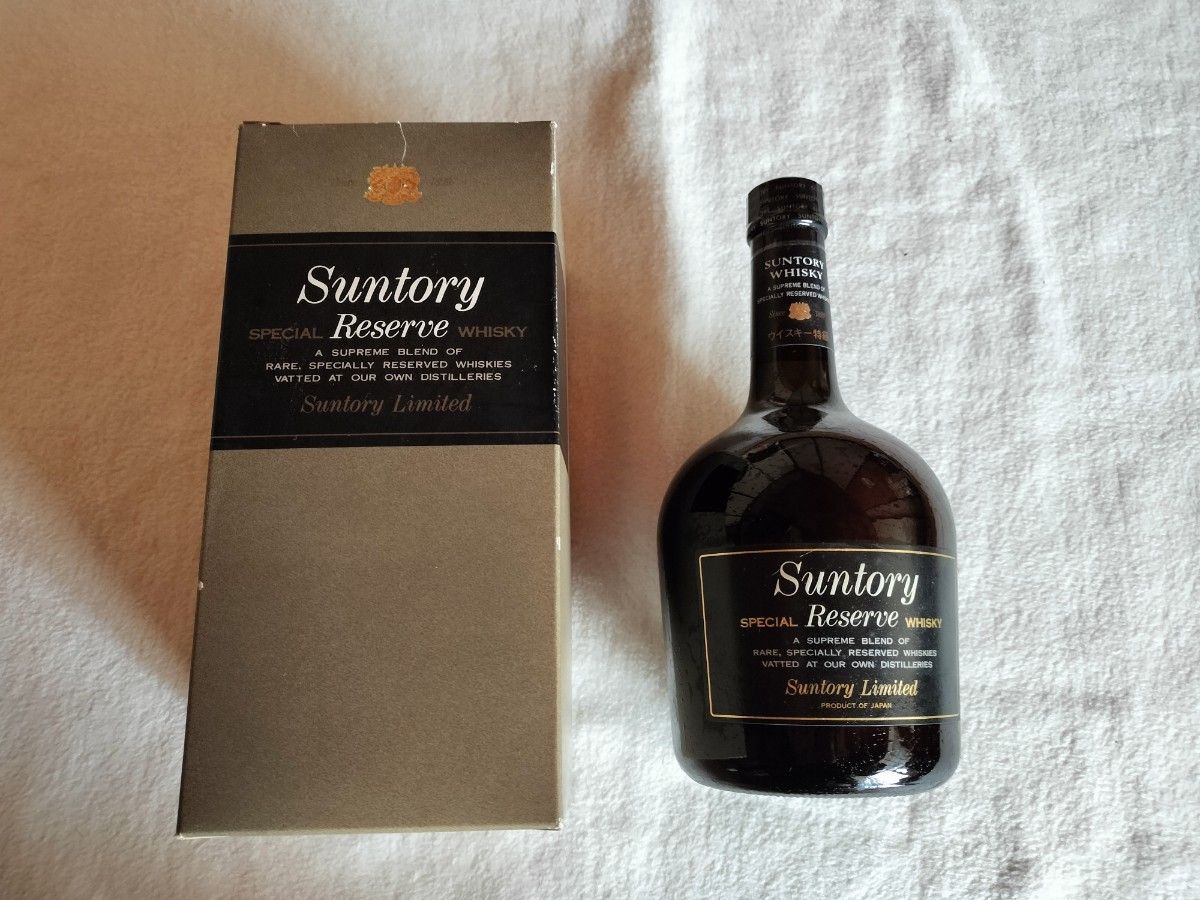 Suntory
SPECIAL Reserve WHISKY
A SUPREME BLEND OF
RARE, SPECIALLY RESERVED WHISKIES
VATTED AT OUR OWN DISTILLERIES
Suntory Limited
SUNTORY
SUNTORY
WHISKY
A SUPREME BLEND OF
SPECIALLY RESERVED
Since
ウイスキー特級
Suntory
SPECIAL Reserve WHISKY
A SUPREME BLEND OF
RARE, SPECIALLY RESERVED WHISKIES
VATTED AT OUR OWN DISTILLERIES
Suntory Limited
PRODUCT OF JAPAN